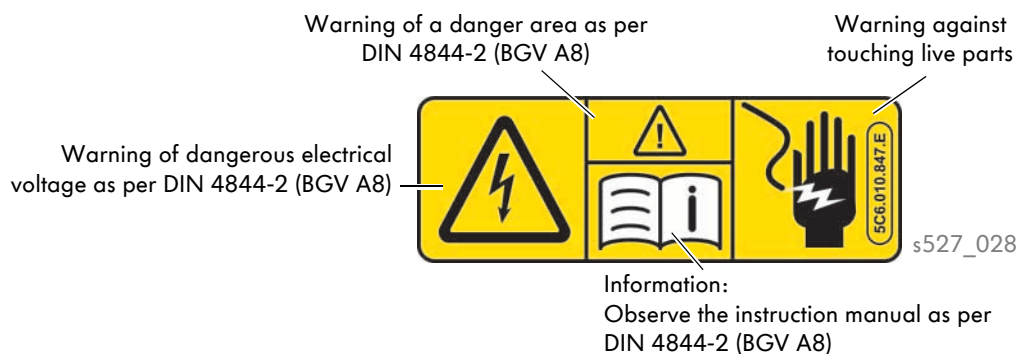 Warning of a danger area as per
DIN 4844-2 (BGV A8)
Warning against
touching live parts
Warning of dangerous electrical
voltage as per DIN 4844-2 (BGV A8)
!
i
5C6.010.847.E
s527_028
Information:
Observe the instruction manual as per
DIN 4844-2 (BGV A8)